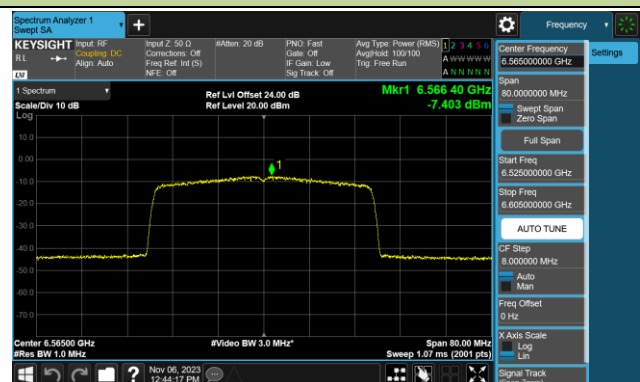 Spectrum Analyzer 1
Swept SA
Frequency
KEYSIGHT
Input: RF
Coupling: DC
Align: Auto
Input Z: 50 Ω
Corrections: Off
Freq Ref: Int (S)
NFE: Off
#Atten: 20 dB
PNO: Fast
Gate: Off
IF Gain: Low
Sig Track: Off
Avg Type: Power (RMS)
Avg|Hold: 100/100
Trig: Free Run
1 2 3 4 5 6
A W W W W W
A N N N N N
R L
LW
Center Frequency
6.565000000 GHz
Settings
Span
80.0000000 MHz
Swept Span
Zero Span
Full Span
Start Freq
6.525000000 GHz
Stop Freq
6.605000000 GHz
AUTO TUNE
CF Step
8.000000 MHz
Auto
Man
Freq Offset
0 Hz
X Axis Scale
Log
Lin
Signal Track
1 Spectrum
Scale/Div 10 dB
Ref Lvl Offset 24.00 dB
Ref Level 20.00 dBm
Mkr1 6.566 40 GHz
-7.403 dBm
Log
10.0
0.00
-10.0
-20.0
-30.0
-40.0
-50.0
-60.0
-70.0
1
Center 6.56500 GHz
#Res BW 1.0 MHz
#Video BW 3.0 MHz*
Span 80.00 MHz
Sweep 1.07 ms (2001 pts)
?
Nov 06, 2023
12:44:17 PM